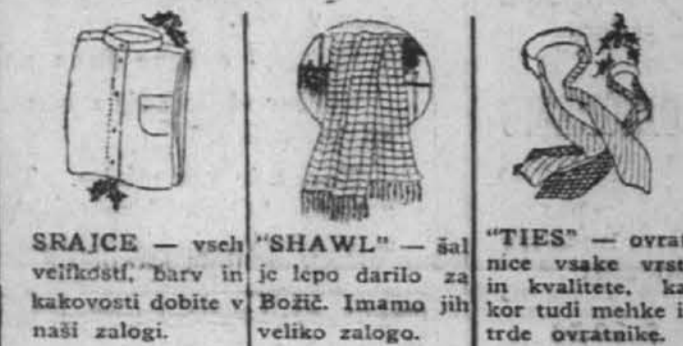 SRAJCE — vseh
velikosti, barv in
kakovosti dobite v
naši zalogi.
"SHAWL" — šal
je lepo darilo za
Božič. Imamo jih
veliko zalogo.
"TIES" — ovrat
nice vsake vrst
in kvalitete, ka
kor tudi mehke i
trde ovratnike.